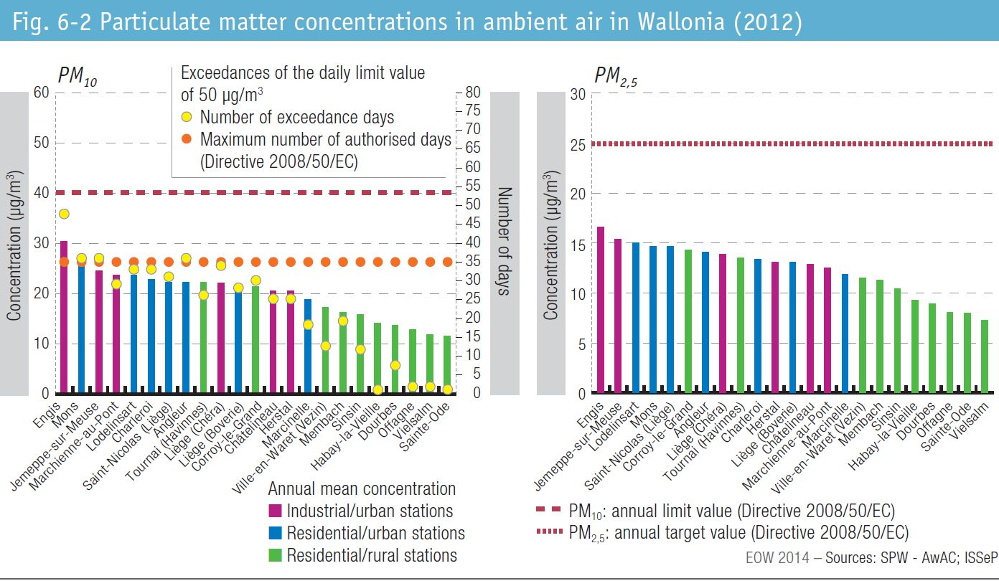 Fig. 6-2 Particulate matter concentrations in ambient air in Wallonia (2012)
PM10
Exceedances of the daily limit value
of 50 µg/m³
Number of exceedance days
Maximum number of authorised days
(Directive 2008/50/EC)
Concentration (µg/m³)
60
50
40
30
20
10
0
80
75
70
65
60
55
50
45
40
35
30
25
20
15
10
5
0
Number of days
Engis
Mons
Jemeppe-sur-Meuse
Marchienne-au-Pont
Lodelinsart
Charleroi
Saint-Nicolas (Liège)
Angleur
Tournai (Havinnes)
Liège (Chéra)
Liège (Boverie)
Corroy-le-Grand
Châtelineau
Herstal
Marcinelle
Ville-en-Waret (Vezin)
Membach
Sinsin
Habay-la-Vieille
Dourbes
Offagne
Vielsalm
Sainte-Ode
Annual mean concentration
Industrial/urban stations
Residential/urban stations
Residential/rural stations
PM2,5
Concentration (µg/m³)
30
25
20
15
10
5
0
Engis
Jemeppe-sur-Meuse
Lodelinsart
Mons
Saint-Nicolas (Liège)
Corroy-le-Grand
Angleur
Liège (Chéra)
Tournai (Havinnes)
Charleroi
Herstal
Liège (Boverie)
Châtelineau
Marchienne-au-Pont
Marcinelle
Ville-en-Waret (Vezin)
Membach
Sinsin
Habay-la-Vieille
Dourbes
Offagne
Sainte-Ode
Vielsalm
PM10: annual limit value (Directive 2008/50/EC)
PM2,5: annual target value (Directive 2008/50/EC)
EOW 2014 – Sources: SPW - AwAC; ISSeP